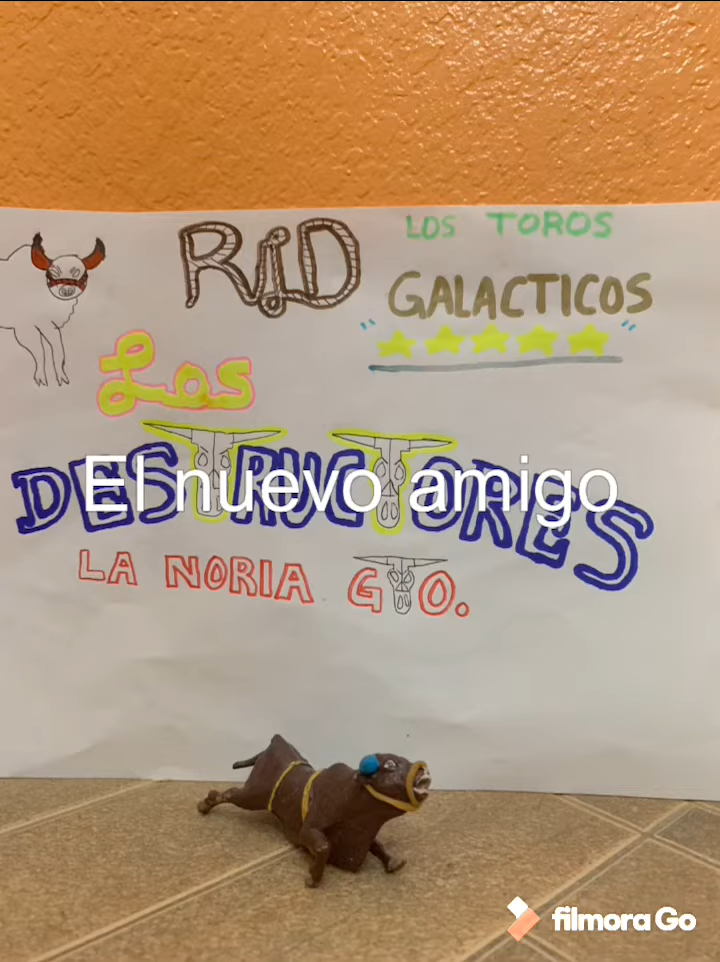 RJD
LOS TOROS
GALACTICOS
" "
Los
DESTRUCTORES
El nuevo amigo
LA NORIA GTO.
filmora Go